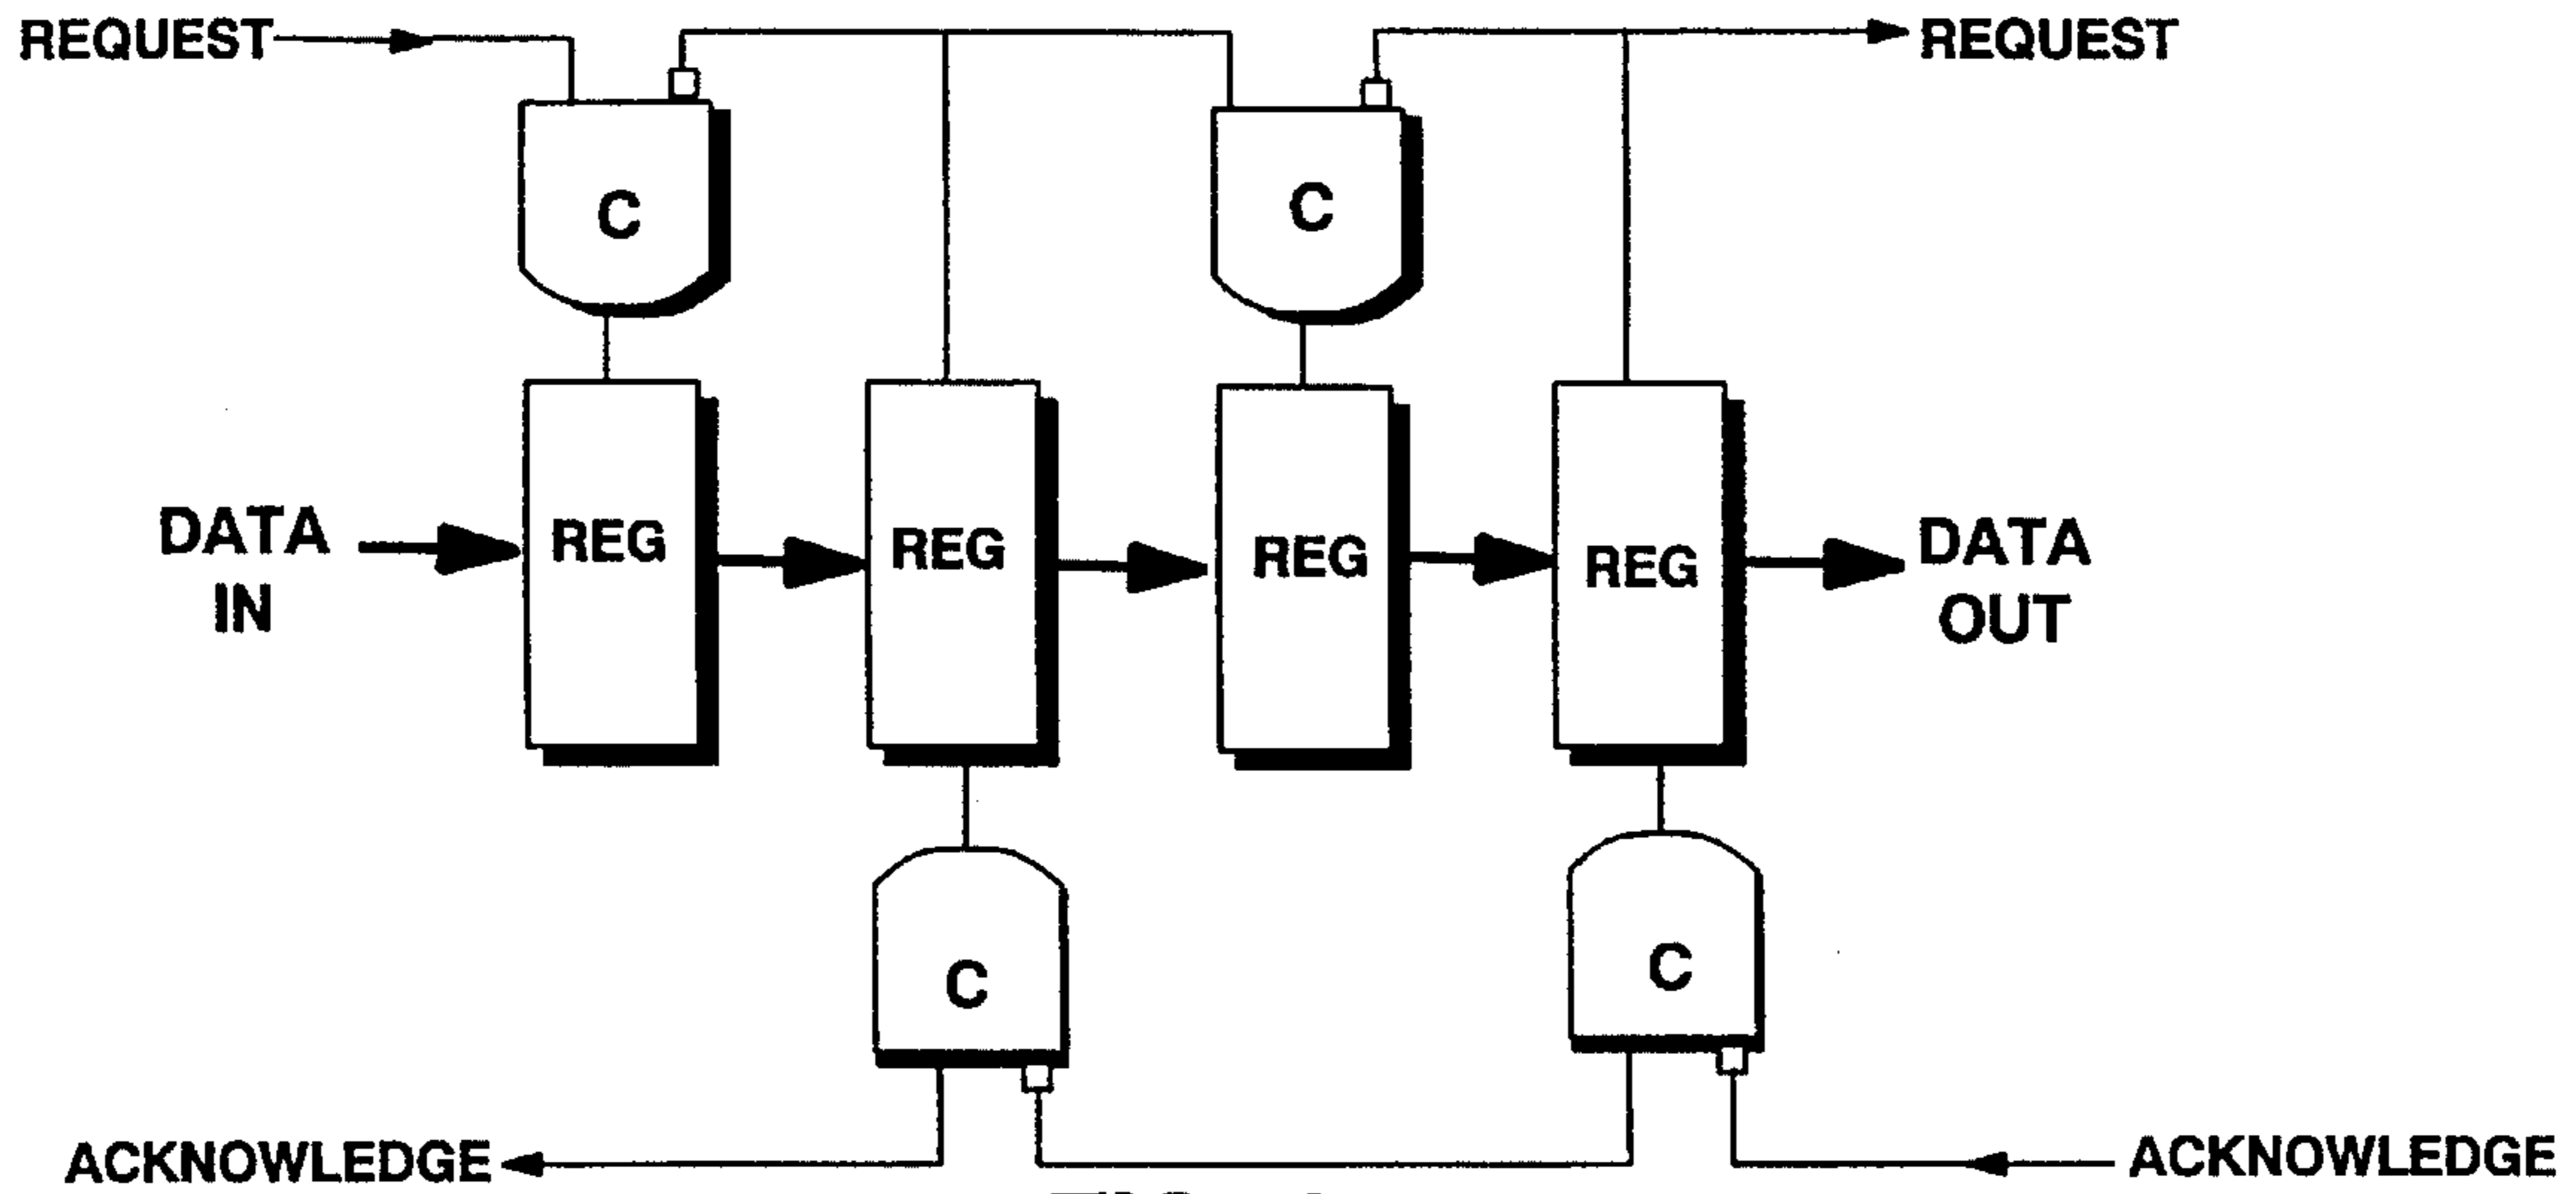 REQUEST
REQUEST
C
C
DATA
IN
REG
REG
REG
REG
DATA
OUT
C
C
ACKNOWLEDGE
ACKNOWLEDGE